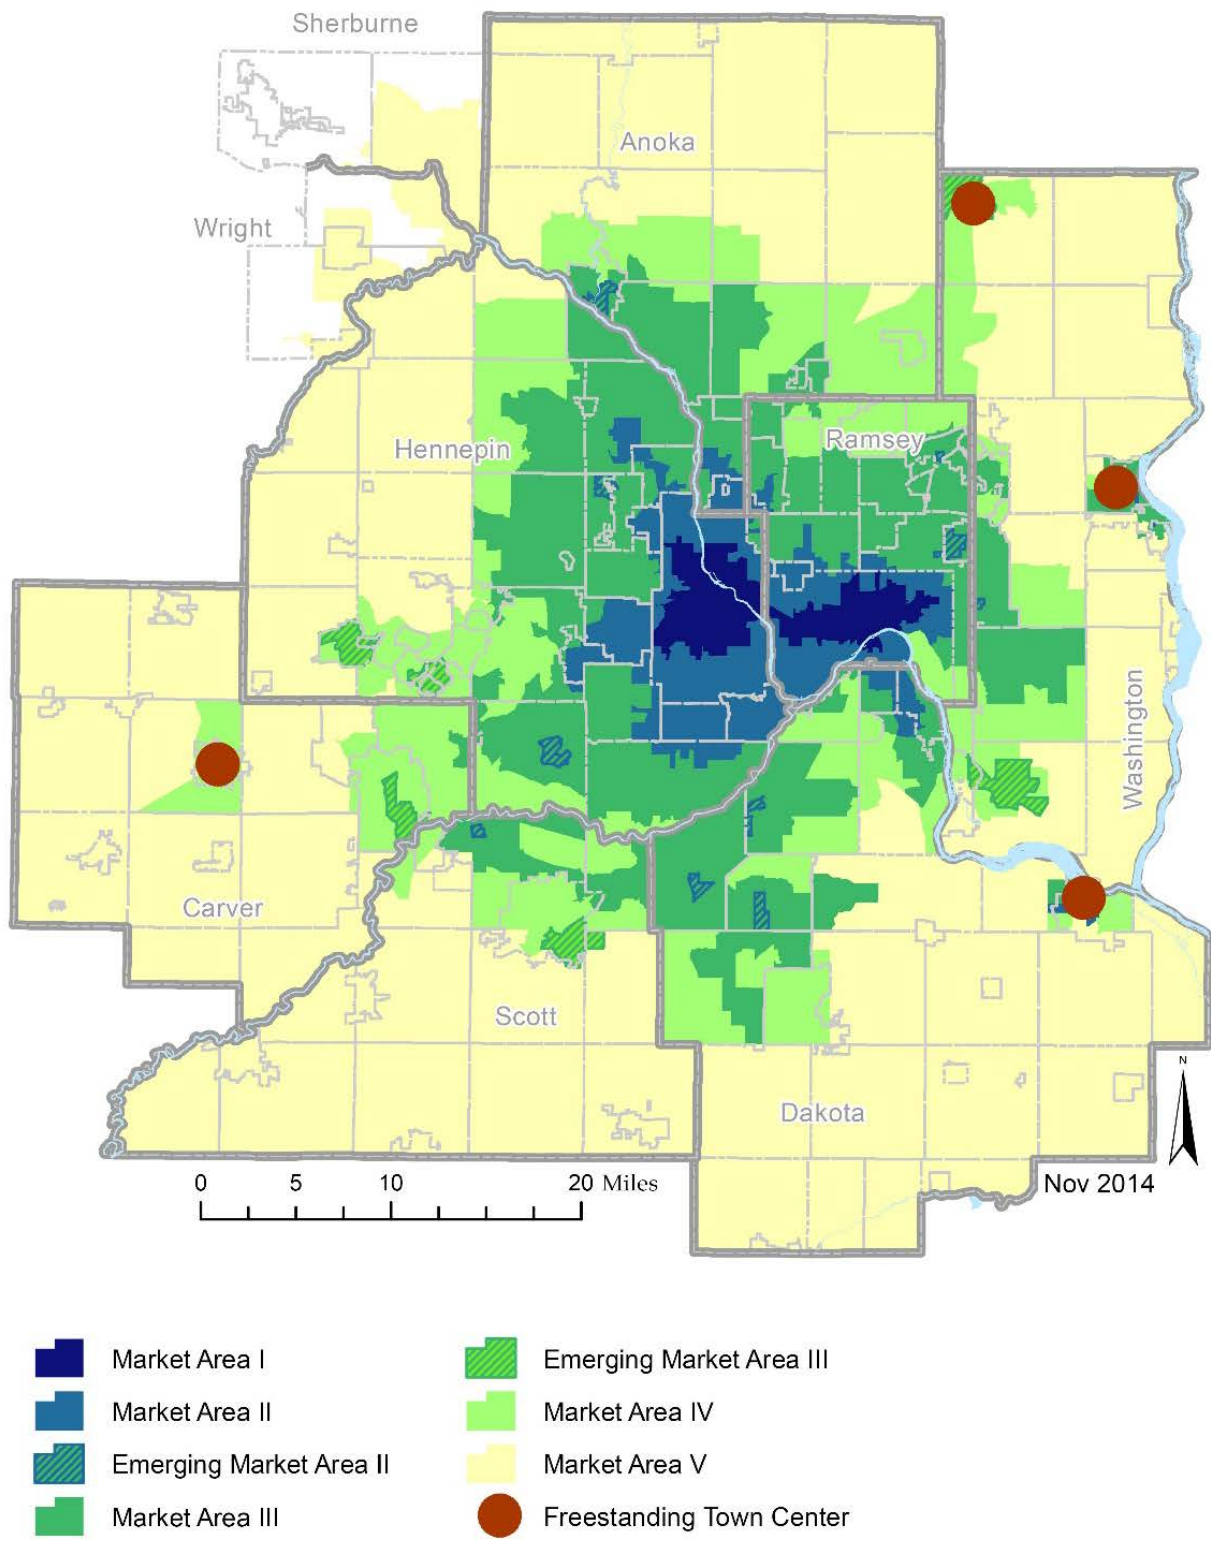 Sherburne
Anoka
Wright
Hennepin
Ramsey
Washington
Carver
Scott
Dakota
N
0 5 10 20 Miles
Nov 2014
Market Area I
Market Area II
Emerging Market Area II
Market Area III
Emerging Market Area III
Market Area IV
Market Area V
Freestanding Town Center